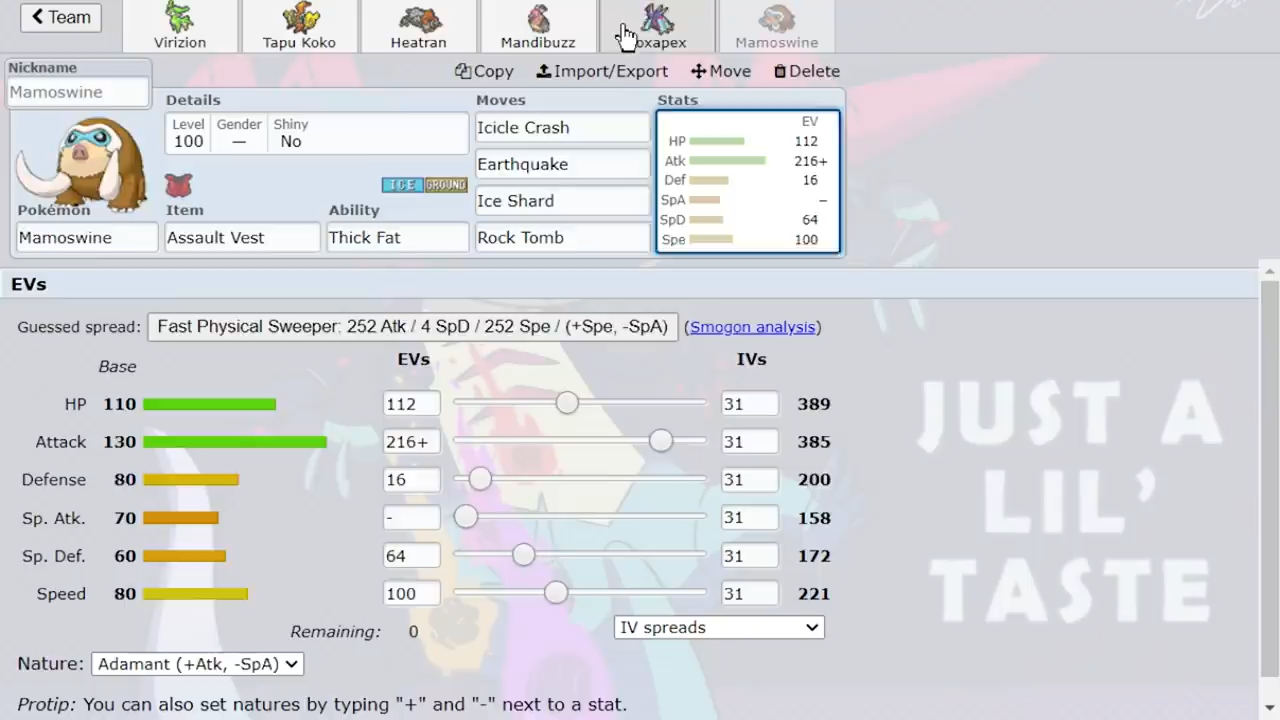 Team
Virizion
Tapu Koko
Heatran
Mandibuzz
oxapex
Mamoswine
Nickname
Mamoswine
Copy
Import/Export
Move
Delete
Details
Level
100
Gender
—
Shiny
No
ICE GROUND
Pokémon
Mamoswine
Item
Assault Vest
Ability
Thick Fat
Moves
Icicle Crash
Earthquake
Ice Shard
Rock Tomb
Stats
EV
HP 112
Atk 216+
Def 16
SpA –
SpD 64
Spe 100
EVs
Guessed spread: Fast Physical Sweeper: 252 Atk / 4 SpD / 252 Spe / (+Spe, -SpA) (Smogon analysis)
Base EVs IVs
HP 110 112 31 389
Attack 130 216+ 31 385
Defense 80 16 31 200
Sp. Atk. 70 - 31 158
Sp. Def. 60 64 31 172
Speed 80 100 31 221
Remaining: 0
IV spreads
Nature: Adamant (+Atk, -SpA)
Protip: You can also set natures by typing "+" and "-" next to a stat.
JUST A
LIL'
TASTE